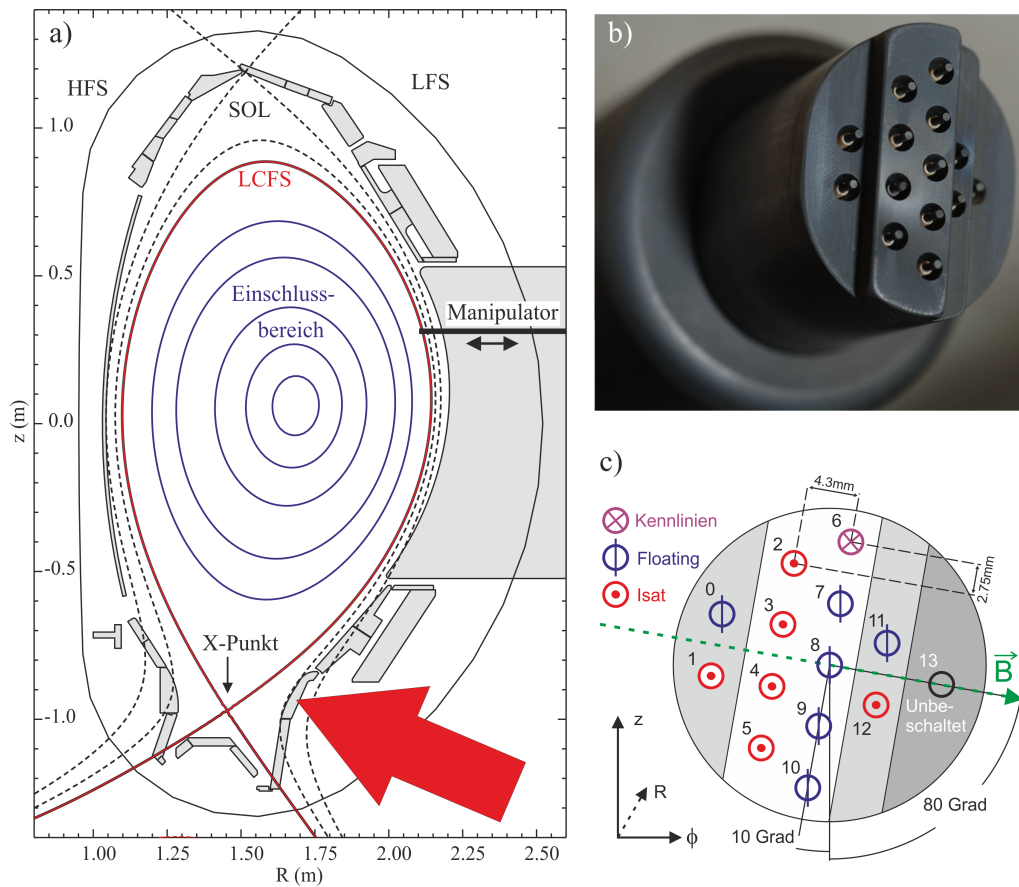 a)
HFS
LFS
SOL
LCFS
Einschluss-
bereich
Manipulator
X-Punkt
z (m)
1.0
0.5
0.0
-0.5
-1.0
1.00
1.25
1.50
1.75
2.00
2.25
2.50
R (m)
b)
c)
4.3mm
2.75mm
Kennlinien
Floating
Isat
6
2
7
0
3
11
8
1
4
13
B
Unbe-
schaltet
12
9
5
10
z
R
ϕ
10 Grad
80 Grad